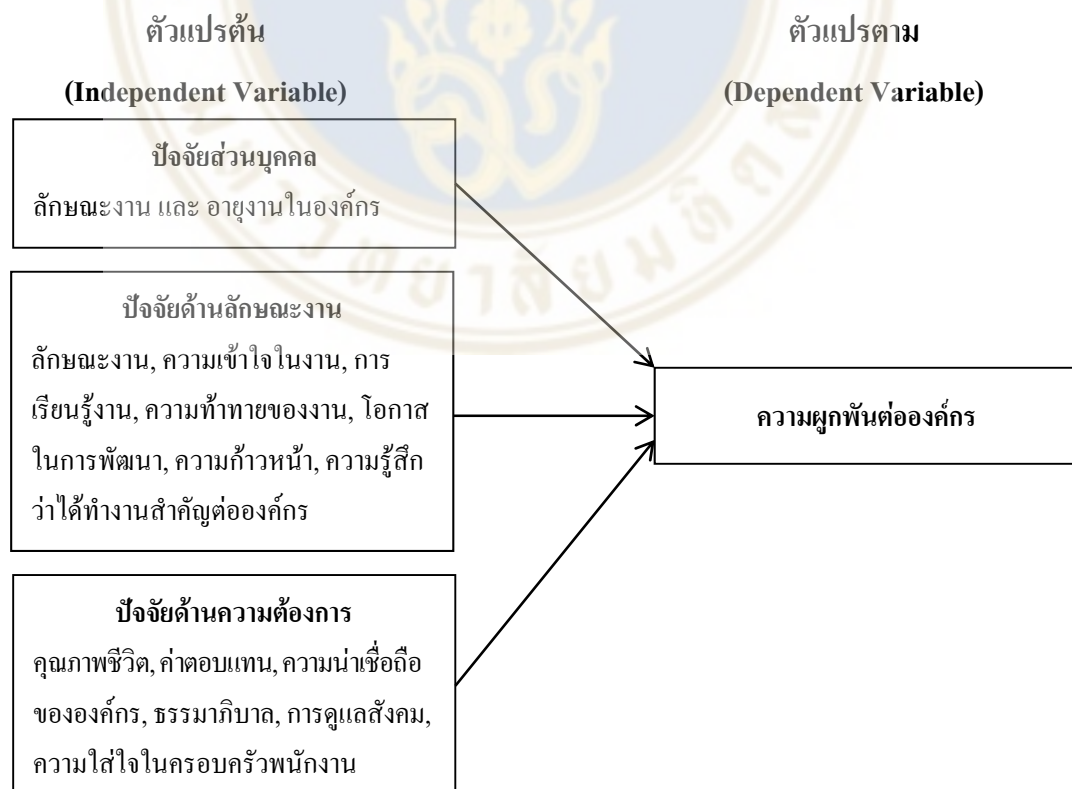 ตัวแปรต้น
(Independent Variable)
ตัวแปรตาม
(Dependent Variable)
ปัจจัยส่วนบุคคล
ลักษณะงาน และ อายุงานในองค์กร
ปัจจัยด้านลักษณะงาน
ลักษณะงาน, ความเข้าใจในงาน, การ
เรียนรู้งาน, ความท้าทายของงาน, โอกาส
ในการพัฒนา, ความก้าวหน้า, ความรู้สึก
ว่าได้ทำงานสำคัญต่อองค์กร
ความผูกพันต่อองค์กร
ปัจจัยด้านความต้องการ
คุณภาพชีวิต, ค่าตอบแทน, ความน่าเชื่อถือ
ขององค์กร, ธรรมาภิบาล, การดูแลสังคม,
ความใส่ใจในครอบครัวพนักงาน